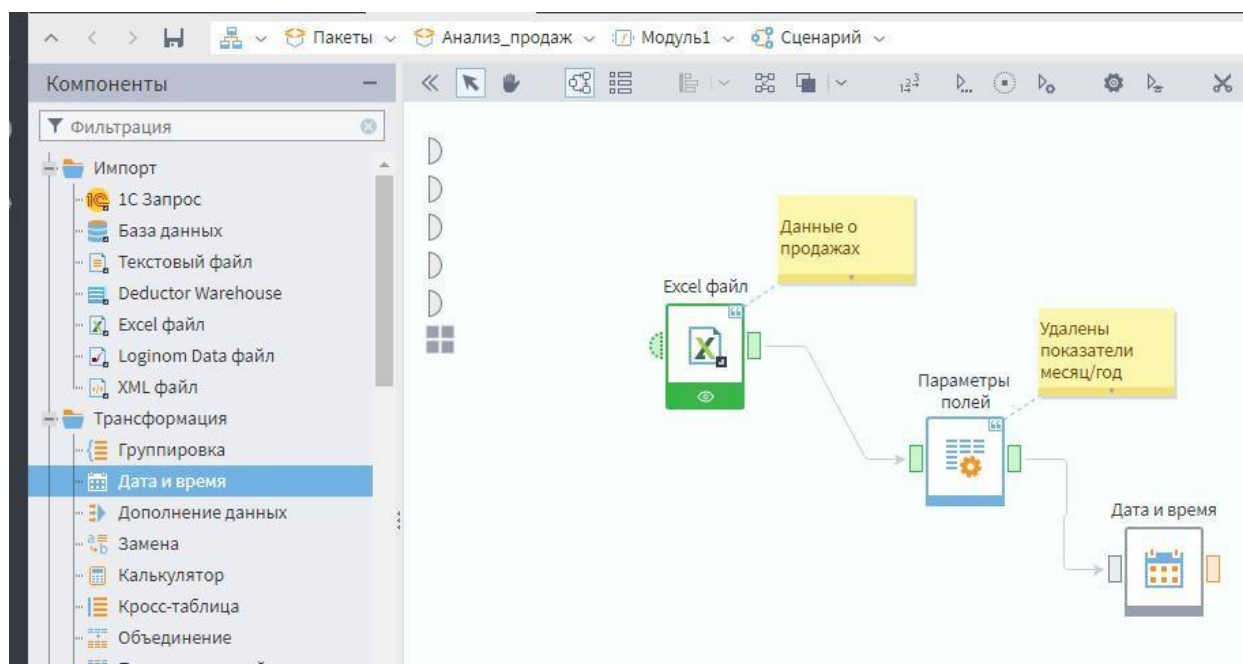 Пакеты
Анализ_продаж
Модуль1
Сценарий
Компоненты
Фильтрация
Импорт
1С Запрос
База данных
Текстовый файл
Deductor Warehouse
Excel файл
Loginom Data файл
XML файл
Трансформация
Группировка
Дата и время
Дополнение данных
Замена
Калькулятор
Кросс-таблица
Объединение
Данные о
продажах
Excel файл
Удалены
показатели
месяц/год
Параметры
полей
Дата и время